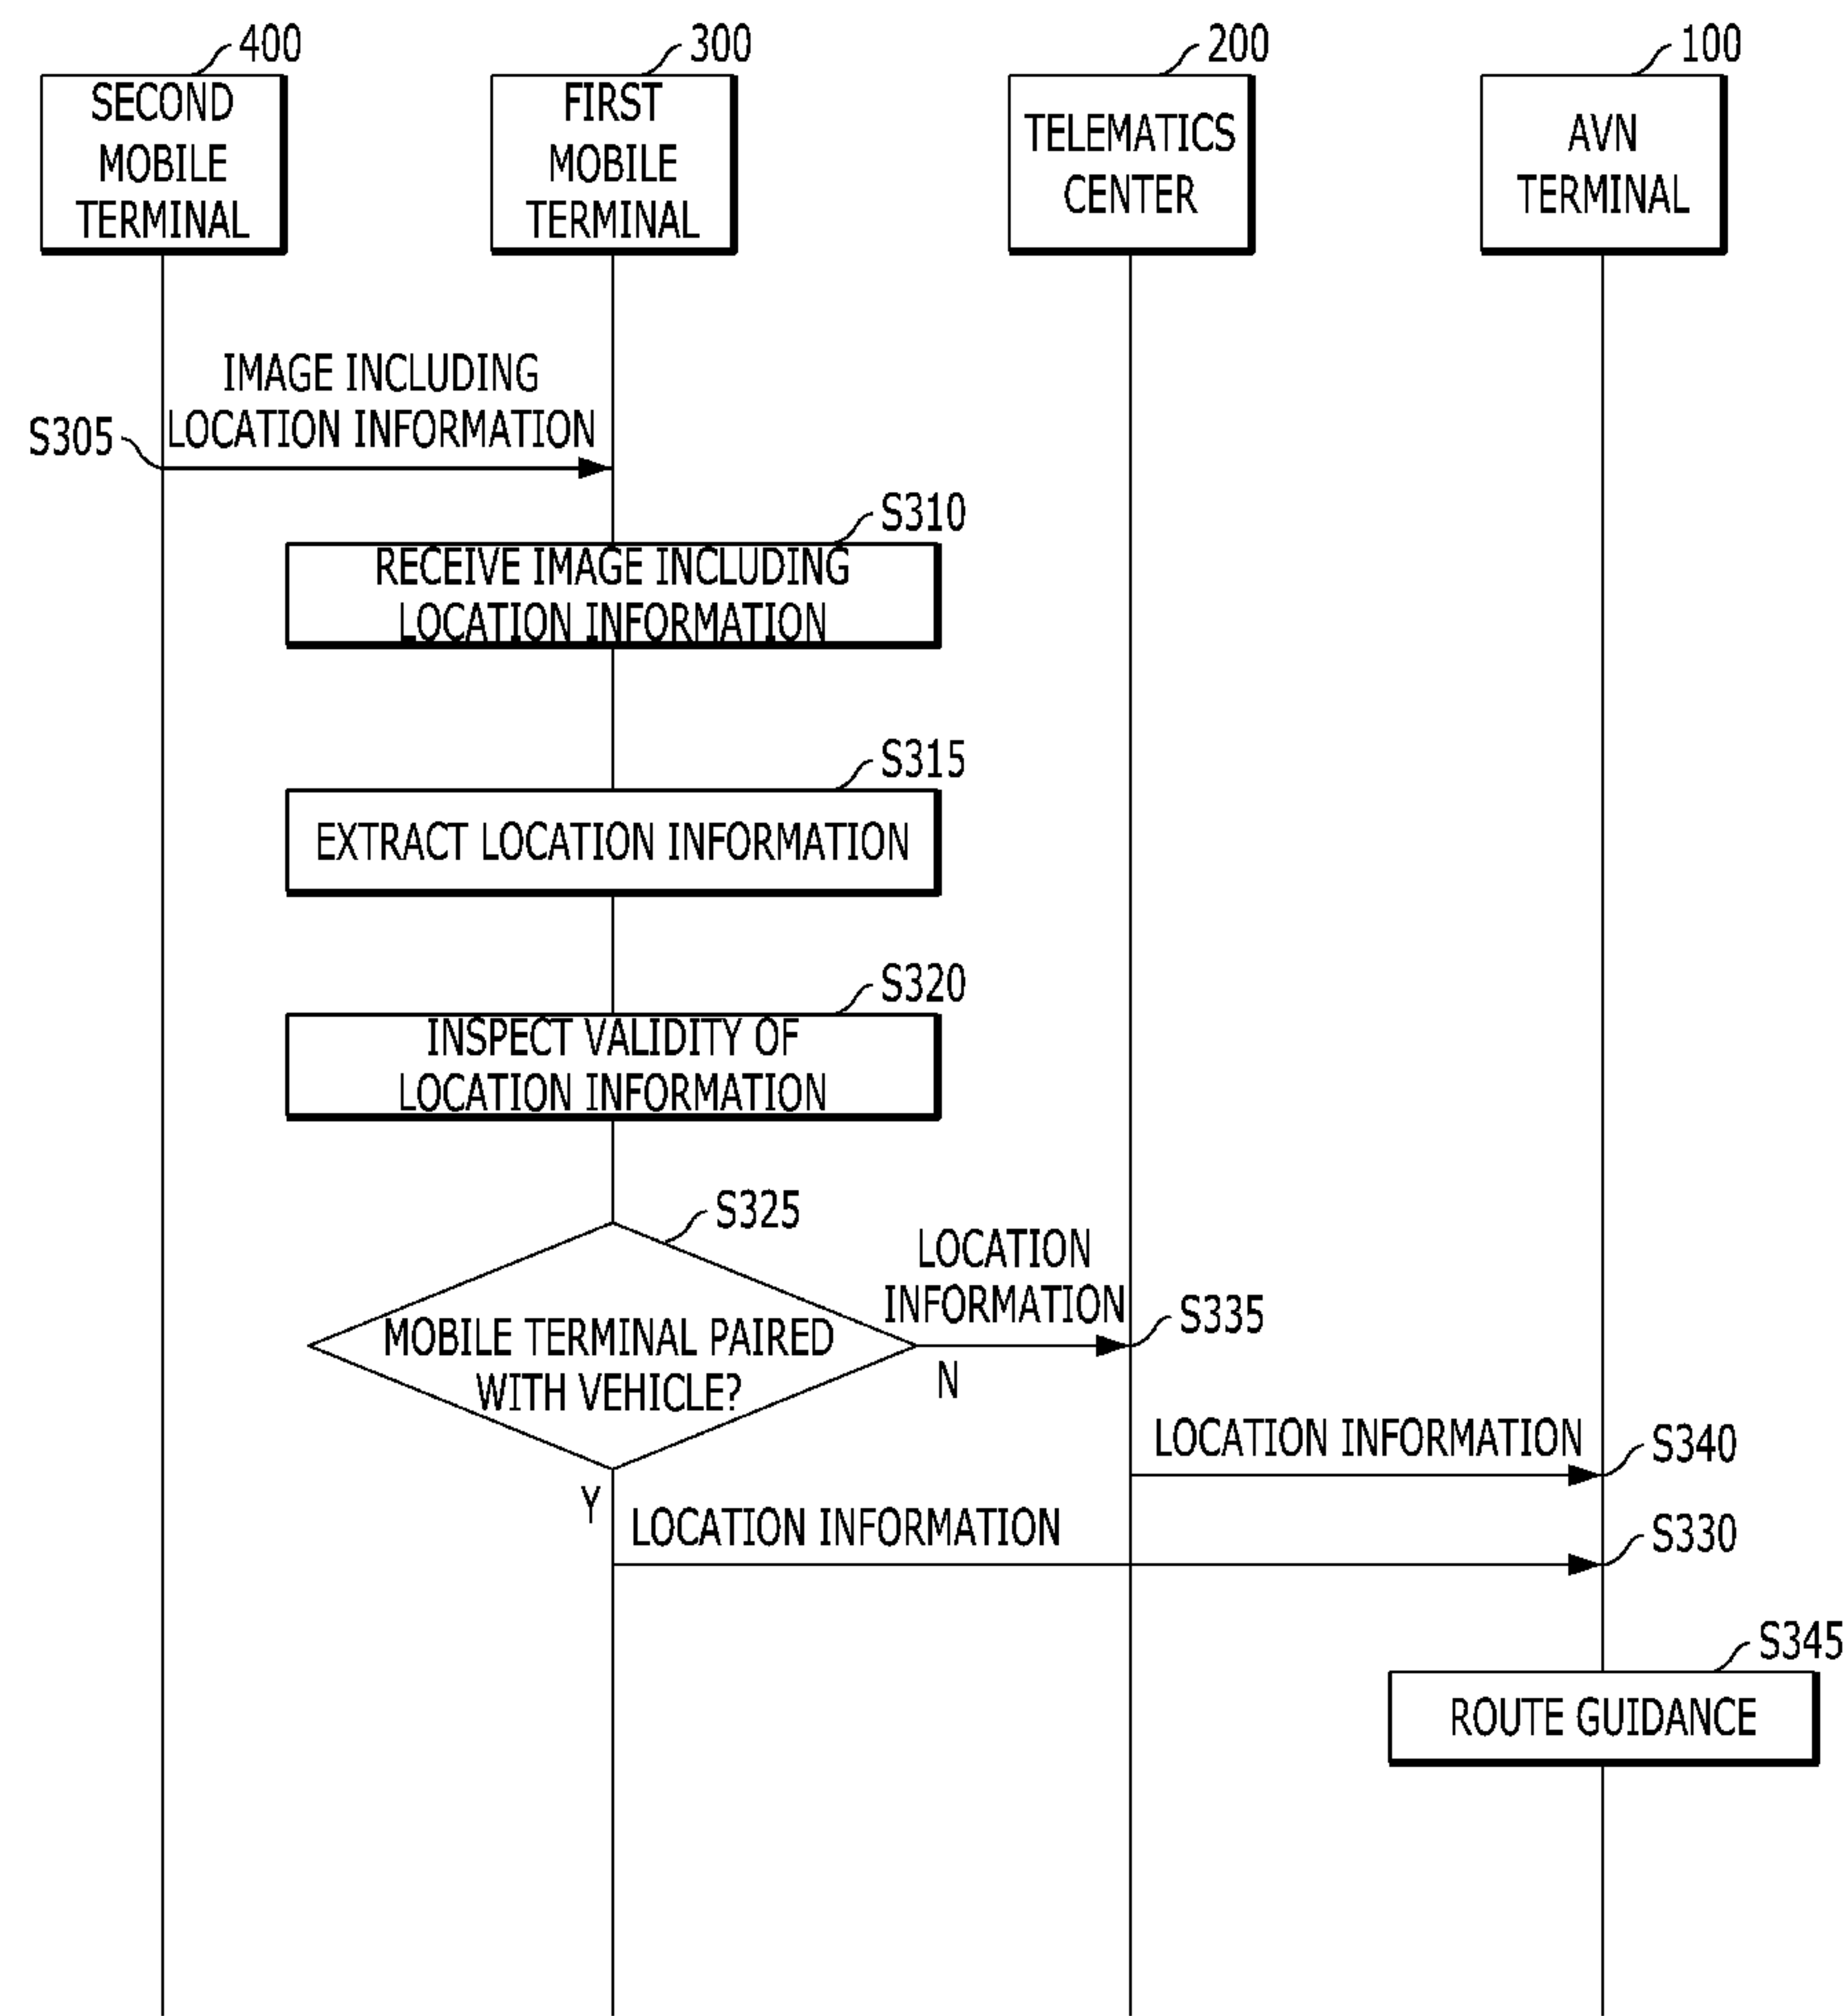 400
300
200
100
SECOND
MOBILE
TERMINAL
FIRST
MOBILE
TERMINAL
TELEMATICS
CENTER
AVN
TERMINAL
IMAGE INCLUDING
LOCATION INFORMATION
S305
S310
RECEIVE IMAGE INCLUDING
LOCATION INFORMATION
S315
EXTRACT LOCATION INFORMATION
S320
INSPECT VALIDITY OF
LOCATION INFORMATION
S325
MOBILE TERMINAL PAIRED
WITH VEHICLE?
LOCATION
INFORMATION
S335
N
LOCATION INFORMATION
S340
Y
LOCATION INFORMATION
S330
S345
ROUTE GUIDANCE